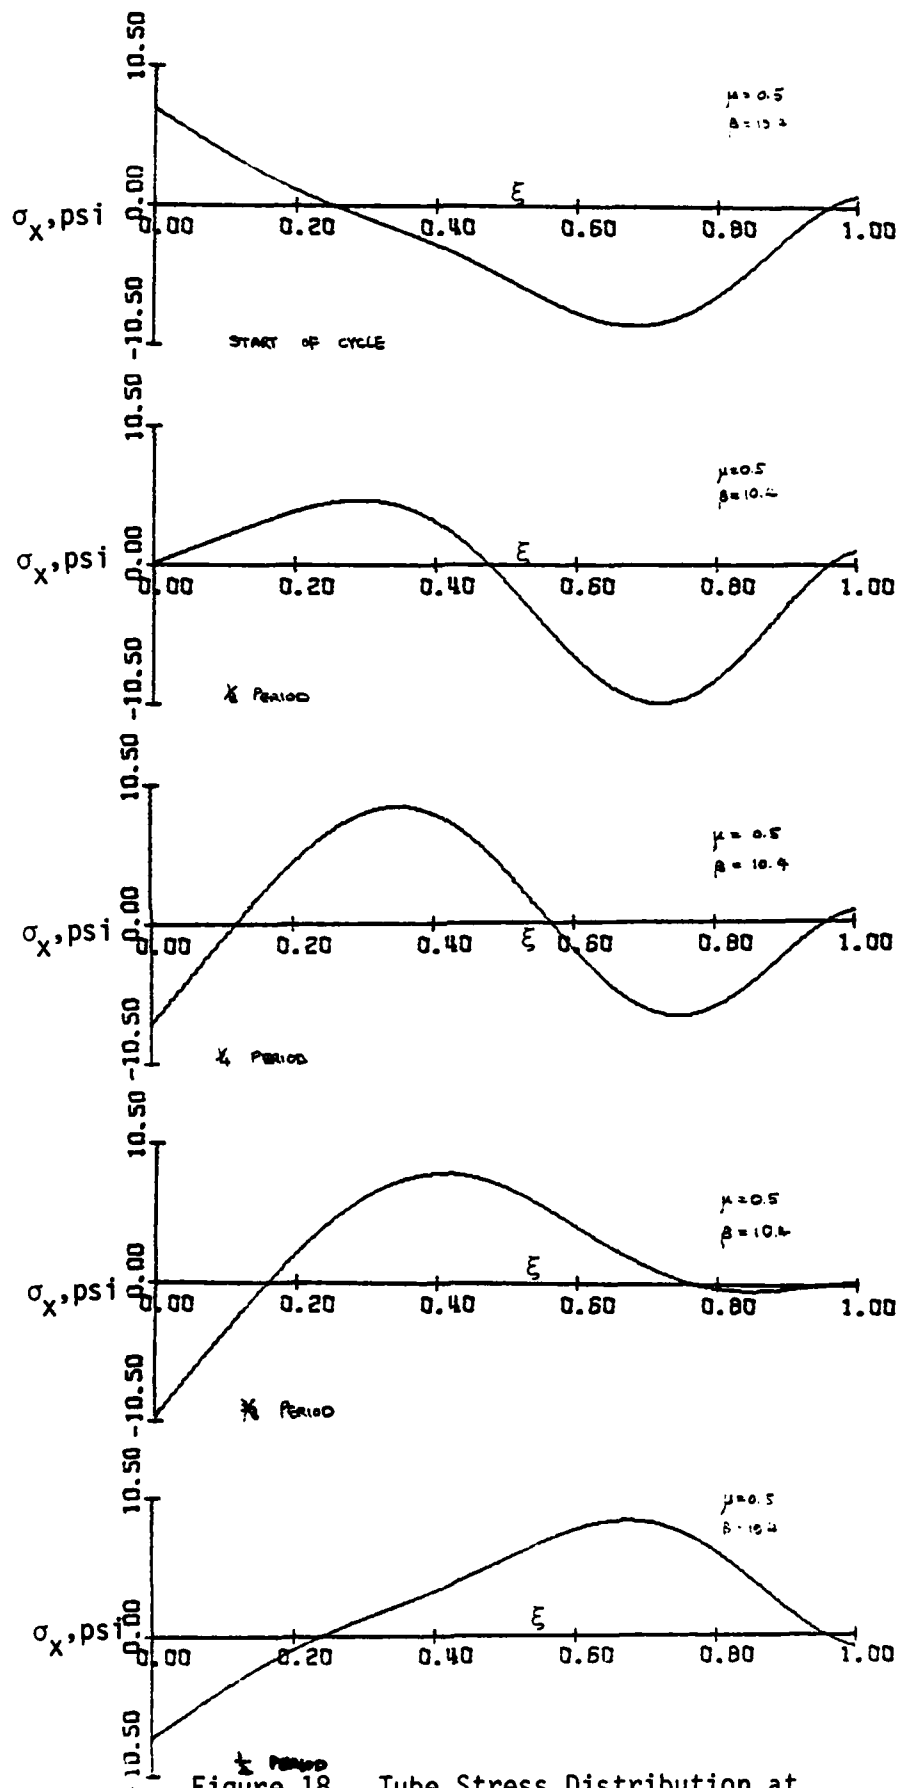 10.50
μ = 0.5
ξ
0.00
σx,psi
0.00 0.20 0.40 0.60 0.80 1.00
-10.50
START OF CYCLE
10.50
μ=0.5
ξ
0.00
σx,psi
0.00 0.20 0.40 0.60 0.80 1.00
-10.50
PERIOD
10.50
μ = 0.5
β = 10.4
0.00
σx,psi
0.00 0.20 0.40 ξ 0.60 0.80 1.00
-10.50
1/4 PERIOD
10.50
μ=0.5
β=10.4
ξ
0.00
σx,psi
0.00 0.20 0.40 0.60 0.80 1.00
-10.50
PERIOD
10.50
μ=0.5
ξ
0.00
σx,psi
0.00 0.20 0.40 0.60 0.80 1.00
-10.50
1/2 PERIOD
Figure 18. Tube Stress Distribution at